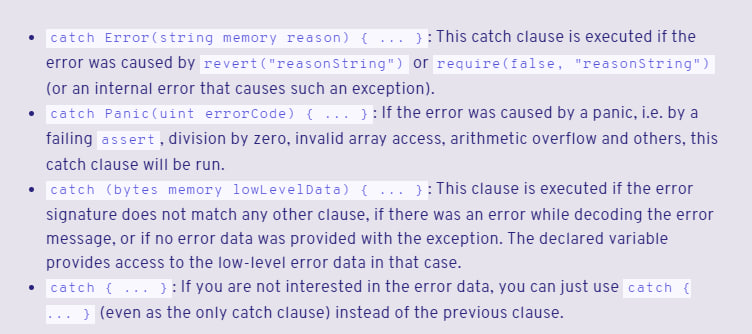 • catch Error(string memory reason) { ... }: This catch clause is executed if the
error was caused by revert("reasonString") or require(false, "reasonString")
(or an internal error that causes such an exception).
• catch Panic(uint errorCode) { ... }: If the error was caused by a panic, i.e. by a
failing assert, division by zero, invalid array access, arithmetic overflow and others, this
catch clause will be run.
• catch (bytes memory lowLevelData) { ... }: This clause is executed if the error
signature does not match any other clause, if there was an error while decoding the error
message, or if no error data was provided with the exception. The declared variable
provides access to the low-level error data in that case.
• catch { ... }: If you are not interested in the error data, you can just use catch {
... } (even as the only catch clause) instead of the previous clause.